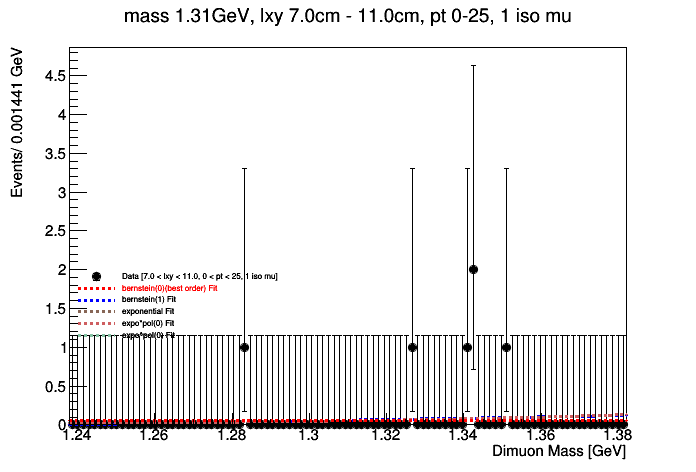 mass 1.31GeV, lxy 7.0cm - 11.0cm, pt 0-25, 1 iso mu
Events/ 0.001441 GeV
4.5
4
3.5
3
2.5
2
1.5
1
0.5
0
Data [7.0 < lxy < 11.0, 0 < pt < 25, 1 iso mu]
bernstein(0)(best order) Fit
bernstein(1) Fit
exponential Fit
expo*pol(0) Fit
expo*pol(0) Fit
1.24 1.26 1.28 1.3 1.32 1.34 1.36 1.38
Dimuon Mass [GeV]